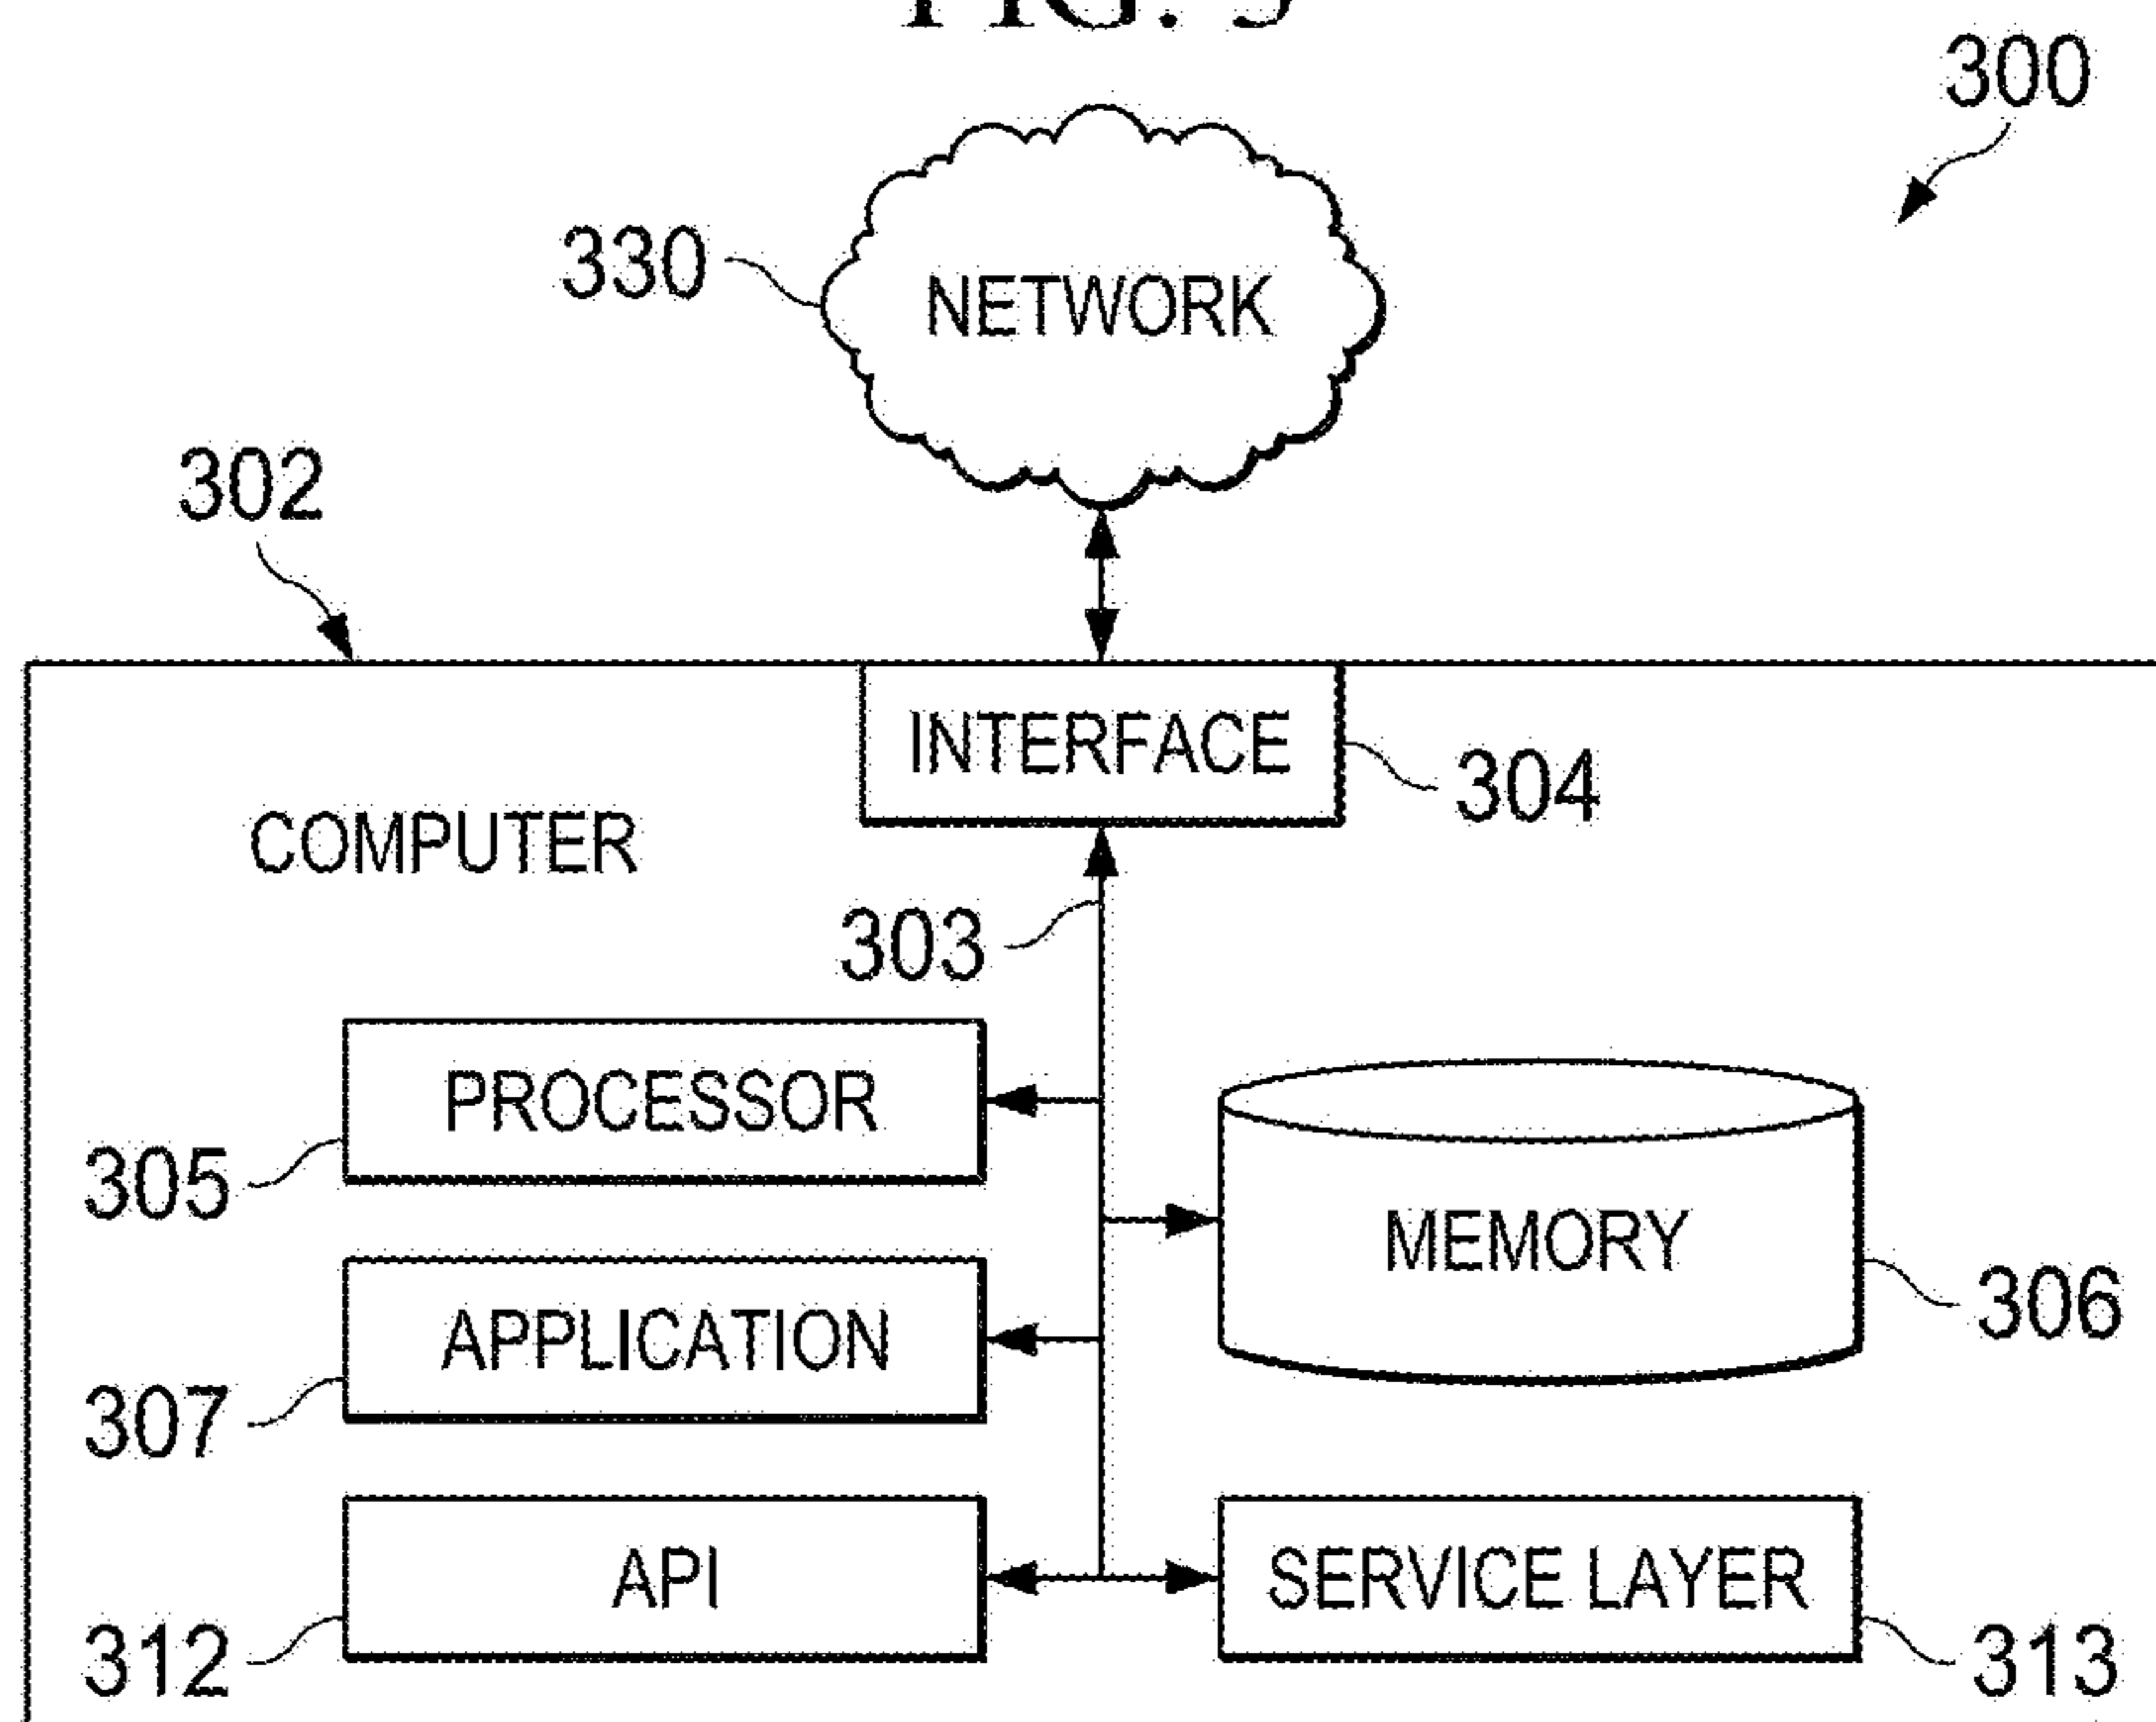 FIG.
300
330
NETWORK
302
INTERFACE
304
COMPUTER
303
PROCESSOR
305
MEMORY
306
APPLICATION
307
API
312
SERVICE LAYER
313